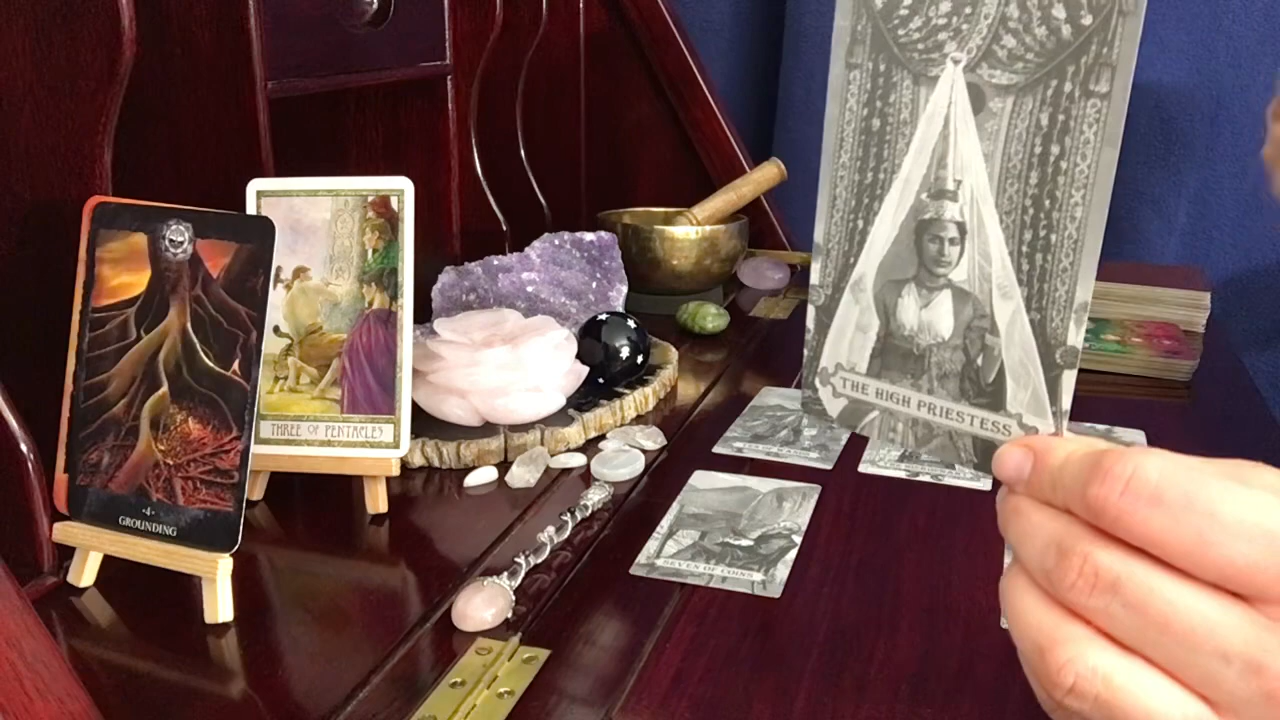 ·4·
GROUNDING
THREE OF PENTACLES
THE HIGH PRIESTESS
SEVEN OF COINS